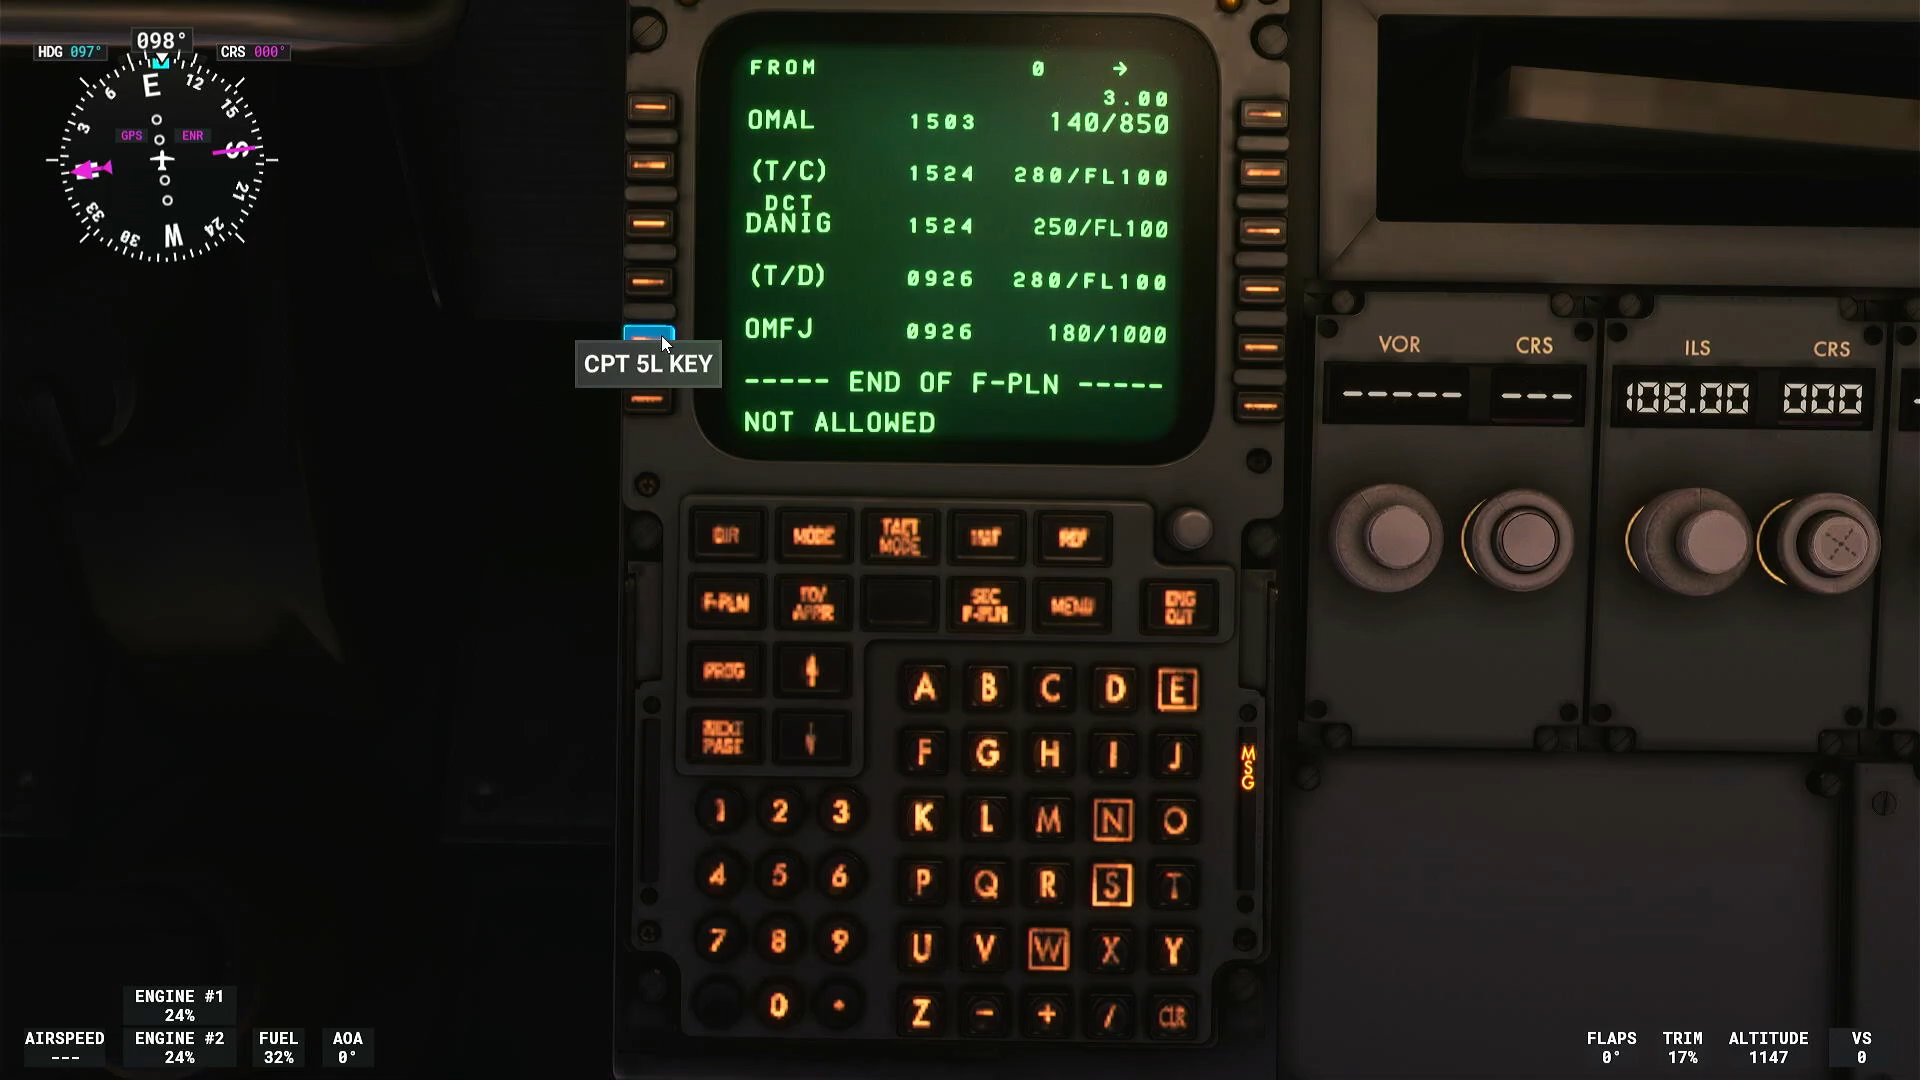 098°
HDG 097°
CRS 000°
E
12
6
15
3
S
GPS
ENR
21
33
24
30
W
FROM 0 →
3.00
OMAL 1503 140/850
(T/C) 1524 280/FL100
DCT
DANIG 1524 250/FL100
(T/D) 0926 280/FL100
OMFJ 0926 180/1000
----- END OF F-PLN -----
NOT ALLOWED
CPT 5L KEY
VOR CRS
----- ---
ILS CRS
108.00 000
DIR MODE TACT MODE INIT REF
F-PLN TO/ APPR SEC F-PLN MENU ENG OUT
PROG
NEXT PAGE
MSG
A B C D E
F G H I J
1 2 3 K L M N O
4 5 6 P Q R S T
7 8 9 U V W X Y
0 . Z - + / CLR
ENGINE #1
24%
AIRSPEED
---
ENGINE #2
24%
FUEL
32%
AOA
0°
FLAPS
0°
TRIM
17%
ALTITUDE
1147
VS
0